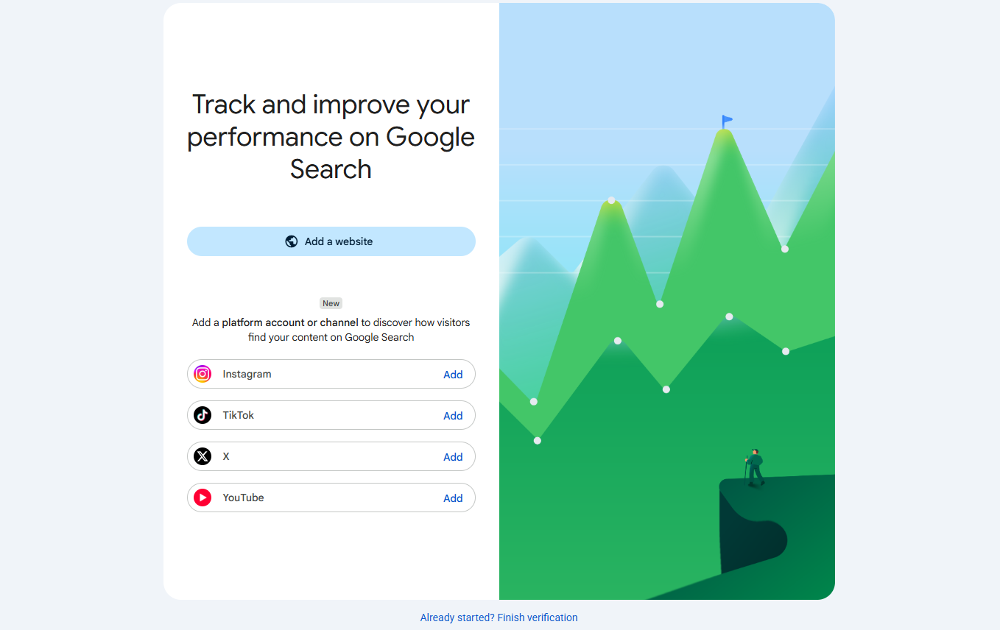 Track and improve your
performance on Google
Search
Add a website
New
Add a platform account or channel to discover how visitors
find your content on Google Search
Instagram
Add
TikTok
Add
X
Add
YouTube
Add
Already started? Finish verification